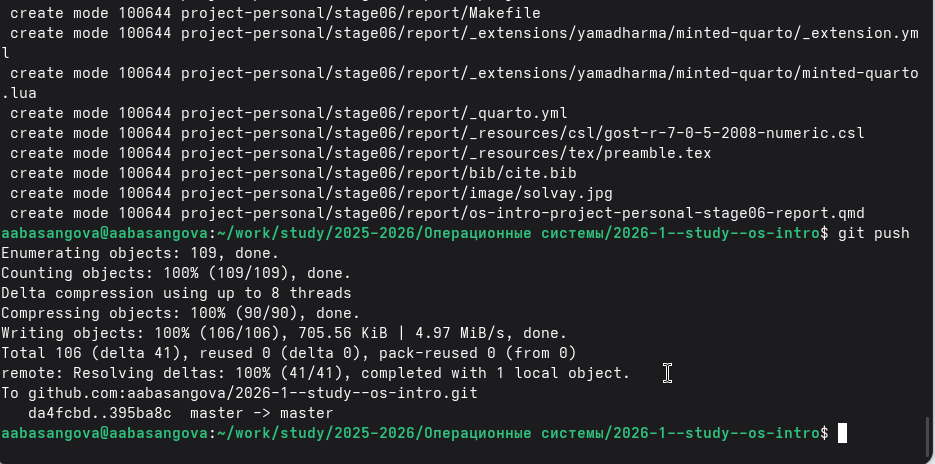 create mode 100644 project-personal/stage06/report/Makefile
create mode 100644 project-personal/stage06/report/_extensions/yamadharma/minted-quarto/_extension.ym
l
create mode 100644 project-personal/stage06/report/_extensions/yamadharma/minted-quarto/minted-quarto
.lua
create mode 100644 project-personal/stage06/report/_quarto.yml
create mode 100644 project-personal/stage06/report/_resources/csl/gost-r-7-0-5-2008-numeric.csl
create mode 100644 project-personal/stage06/report/_resources/tex/preamble.tex
create mode 100644 project-personal/stage06/report/bib/cite.bib
create mode 100644 project-personal/stage06/report/image/solvay.jpg
create mode 100644 project-personal/stage06/report/os-intro-project-personal-stage06-report.qmd
aabasangova@aabasangova:~/work/study/2025-2026/Операционные системы/2026-1--study--os-intro$ git push
Enumerating objects: 109, done.
Counting objects: 100% (109/109), done.
Delta compression using up to 8 threads
Compressing objects: 100% (90/90), done.
Writing objects: 100% (106/106), 705.56 KiB | 4.97 MiB/s, done.
Total 106 (delta 41), reused 0 (delta 0), pack-reused 0 (from 0)
remote: Resolving deltas: 100% (41/41), completed with 1 local object.
To github.com:aabasangova/2026-1--study--os-intro.git
   da4fcbd..395ba8c  master -> master
aabasangova@aabasangova:~/work/study/2025-2026/Операционные системы/2026-1--study--os-intro$